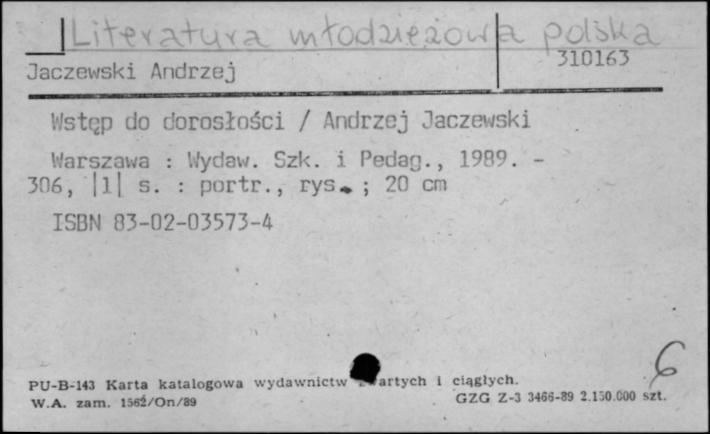 Literatura młodzieżowa polska
310163
Jaczewski Andrzej
Wstęp do dorosłości / Andrzej Jaczewski
Warszawa : Wydaw. Szk. i Pedag., 1989. -
306, |1| s. : portr., rys. ; 20 cm
ISBN 83-02-03573-4
6
PU-B-143 Karta katalogowa wydawnictw zwartych i ciągłych.
W.A. zam. 1562/On/89
GZG Z-3 3466-89 2.150.000 szt.